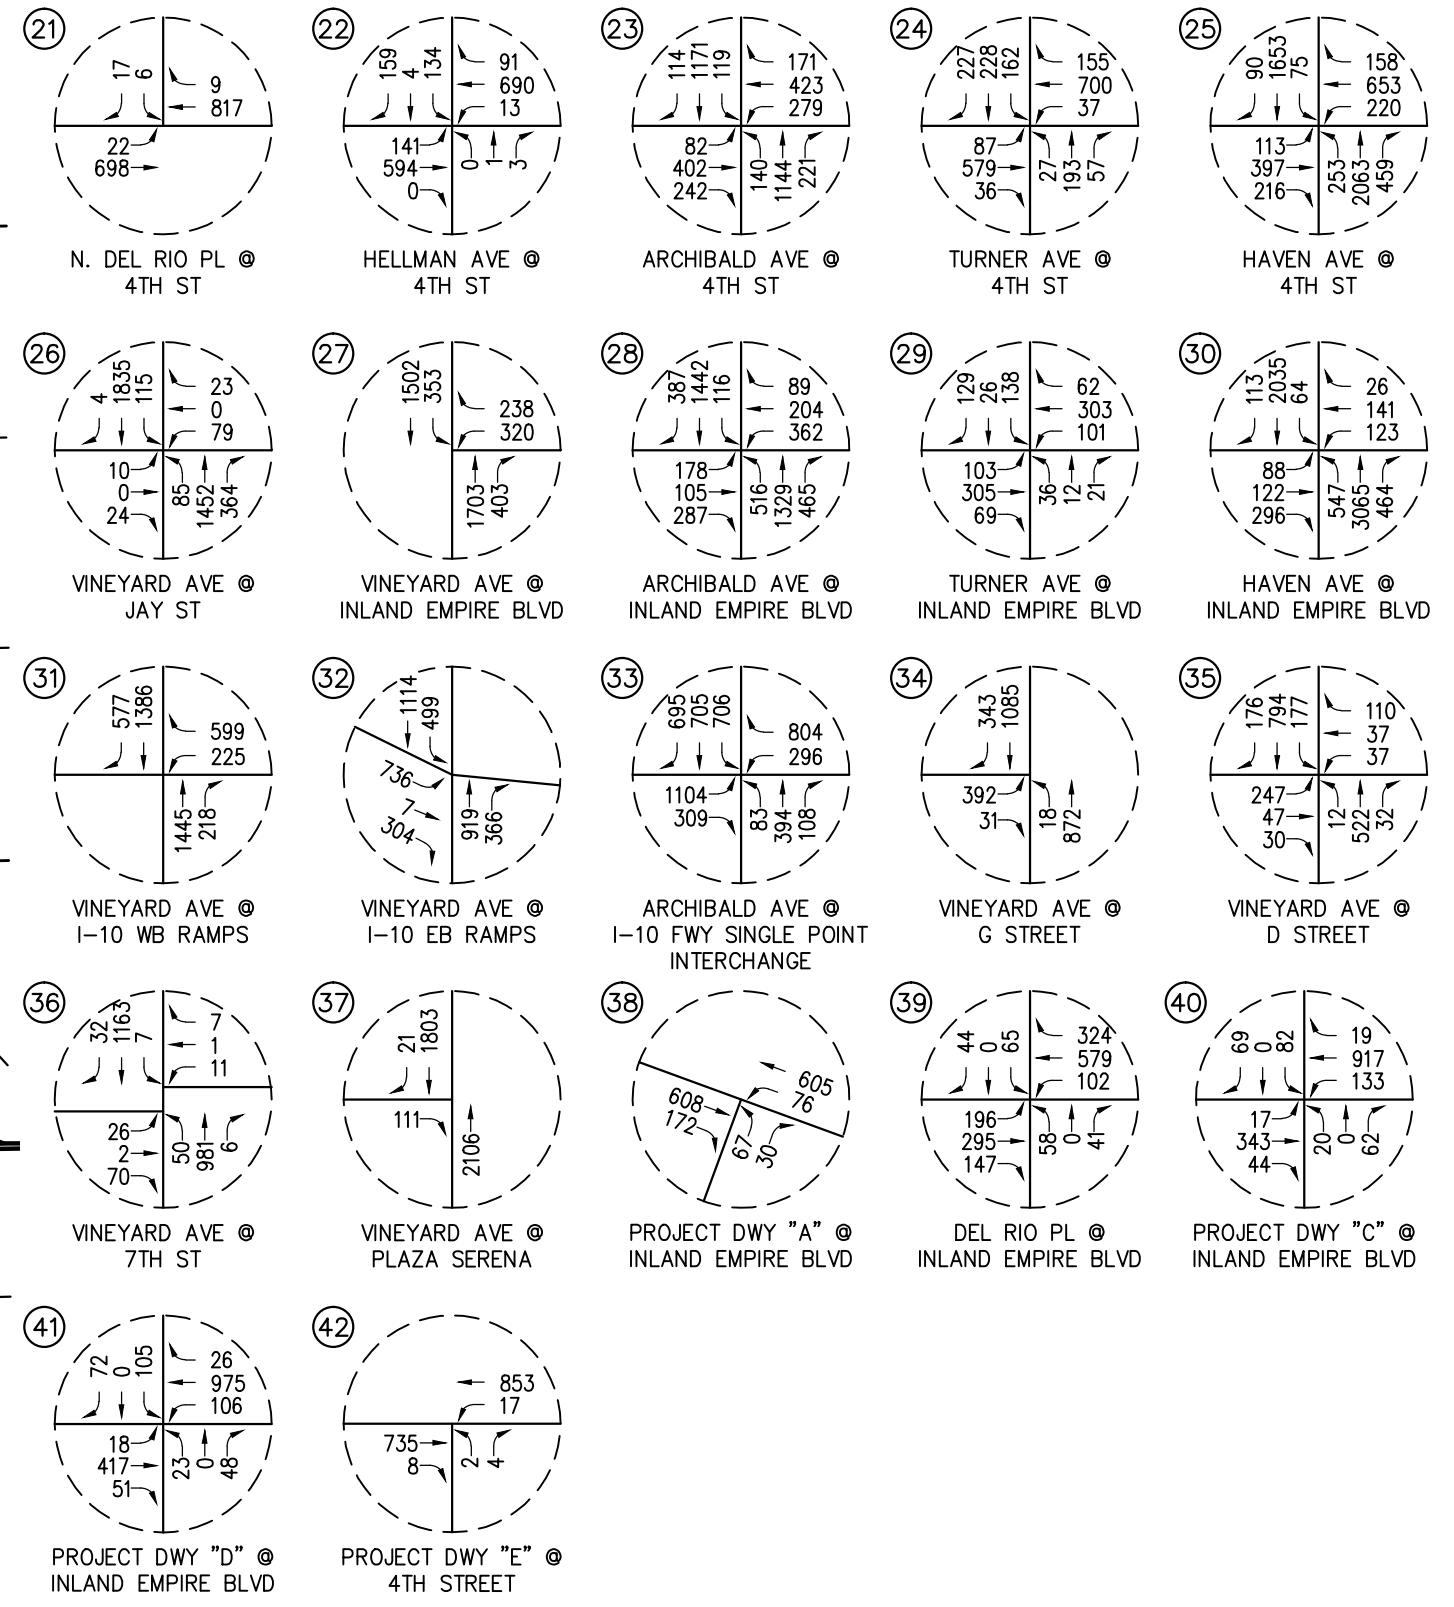 21
17 6
9
817
22
698
N. DEL RIO PL @
4TH ST
22
159 4 134
91
690
13
141
594
0
0 1 3
HELLMAN AVE @
4TH ST
23
114 1171 119
171
423
279
82
402
242
140 1144 221
ARCHIBALD AVE @
4TH ST
24
227 228 162
155
700
37
87
579
36
27 193 57
TURNER AVE @
4TH ST
25
90 1653 75
158
653
220
113
397
216
253 2063 459
HAVEN AVE @
4TH ST
26
4 1835 115
23
0
79
10
0
24
85 1452 364
VINEYARD AVE @
JAY ST
27
1502 353
238
320
1703 403
VINEYARD AVE @
INLAND EMPIRE BLVD
28
387 1442 116
89
204
362
178
105
287
516 1329 465
ARCHIBALD AVE @
INLAND EMPIRE BLVD
29
129 26 138
62
303
101
103
305
69
36 12 21
TURNER AVE @
INLAND EMPIRE BLVD
30
113 2035 64
26
141
123
88
122
296
547 3065 464
HAVEN AVE @
INLAND EMPIRE BLVD
31
577 1386
599
225
1445 218
VINEYARD AVE @
I-10 WB RAMPS
32
1114 499
736
7
304
919 366
VINEYARD AVE @
I-10 EB RAMPS
33
695 705 706
804
296
1104
309
83 394 108
ARCHIBALD AVE @
I-10 FWY SINGLE POINT
INTERCHANGE
34
343 1085
392
31
18 872
VINEYARD AVE @
G STREET
35
176 794 177
110
37
37
247
47
30
12 522 32
VINEYARD AVE @
D STREET
36
32 1163 7
7
1
11
26
2
70
50 981 6
VINEYARD AVE @
7TH ST
37
21 1803
111
2106
VINEYARD AVE @
PLAZA SERENA
38
605
76
608
172
67 30
PROJECT DWY "A" @
INLAND EMPIRE BLVD
39
44 0 65
324
579
102
196
295
147
58 0 41
DEL RIO PL @
INLAND EMPIRE BLVD
40
69 0 82
19
917
133
17
343
44
20 0 62
PROJECT DWY "C" @
INLAND EMPIRE BLVD
41
72 0 105
26
975
106
18
417
51
23 0 48
PROJECT DWY "D" @
INLAND EMPIRE BLVD
42
853
17
735
8
2 4
PROJECT DWY "E" @
4TH STREET